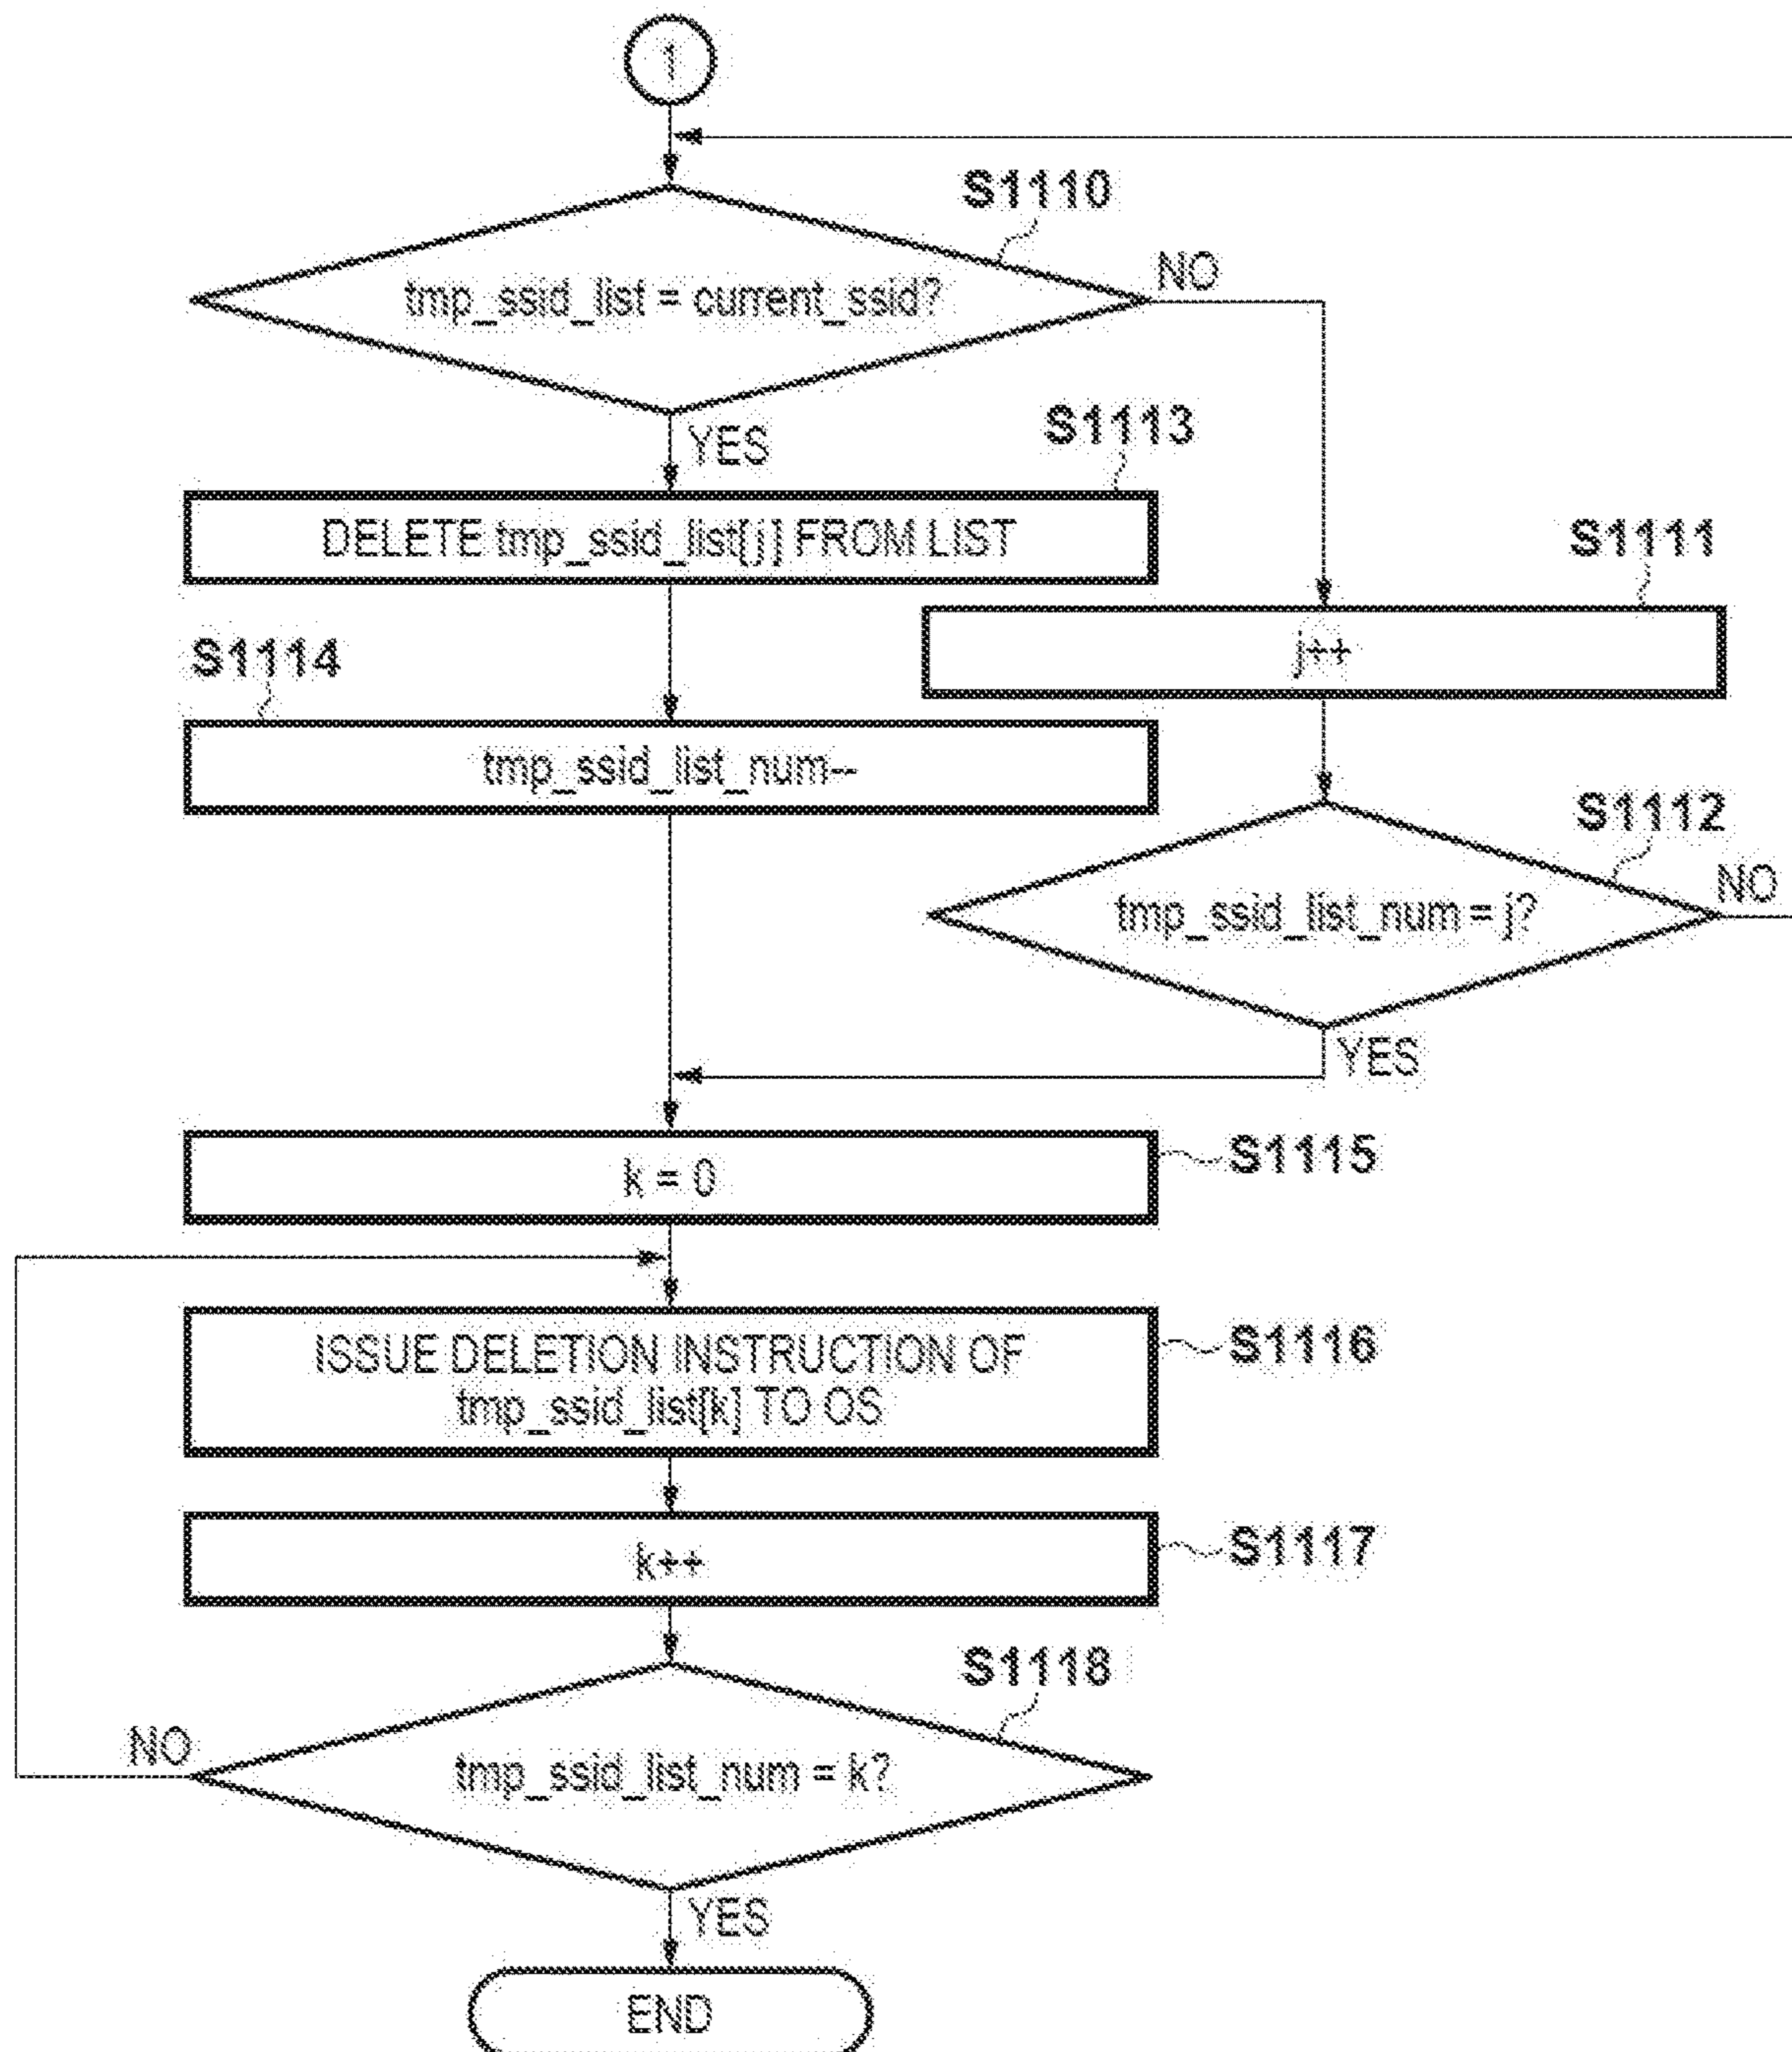 1
S1110
tmp_ssid_list = current_ssid?
NO
YES
S1113
DELETE tmp_ssid_list[j] FROM LIST
S1111
j++
S1114
tmp_ssid_list_num--
S1112
tmp_ssid_list_num = j?
NO
YES
k = 0
S1115
ISSUE DELETION INSTRUCTION OF
tmp_ssid_list[k] TO OS
S1116
k++
S1117
S1118
tmp_ssid_list_num = k?
NO
YES
END